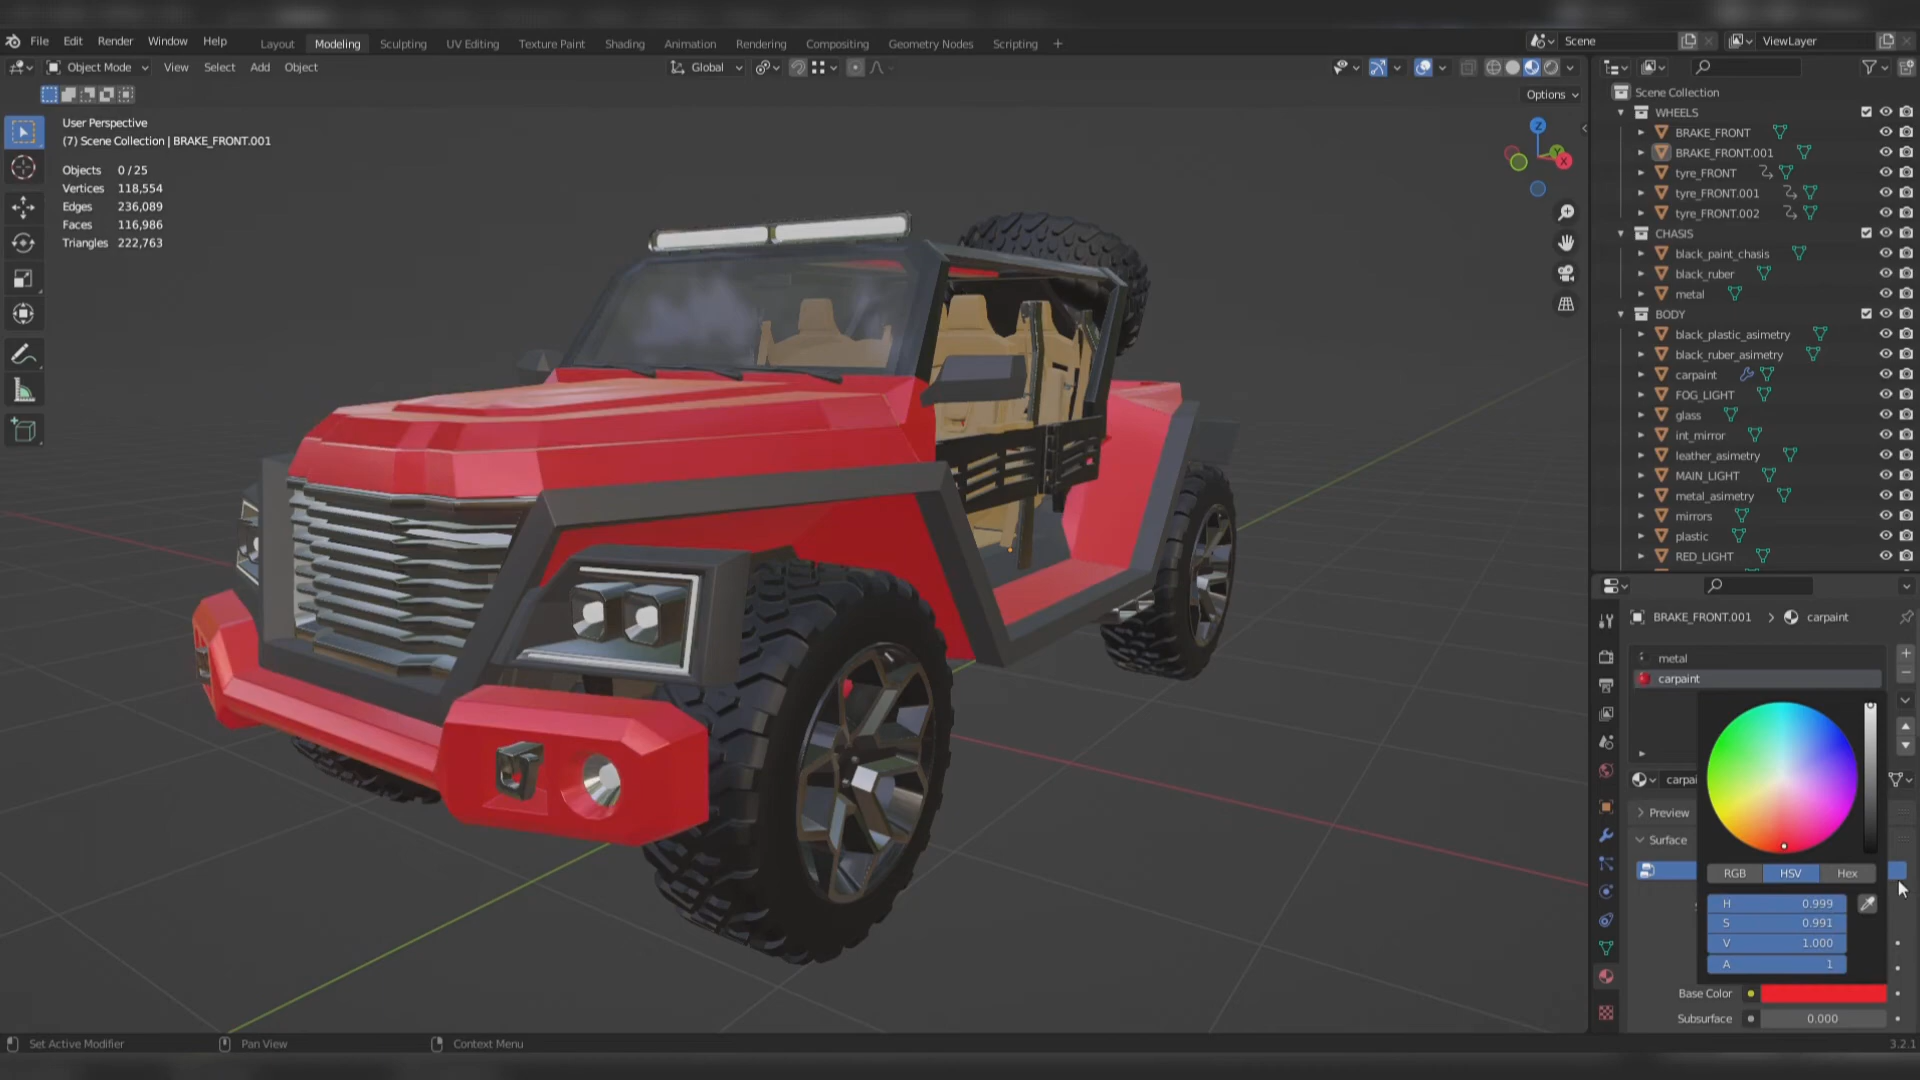 File Edit Render Window Help
Layout Modeling Sculpting UV Editing Texture Paint Shading Animation Rendering Compositing Geometry Nodes Scripting +
Scene
ViewLayer
Object Mode View Select Add Object
Global
Options
User Perspective
(7) Scene Collection | BRAKE_FRONT.001
Objects 0 / 25
Vertices 118,554
Edges 236,089
Faces 116,986
Triangles 222,763
Z
Y
X
Scene Collection
WHEELS
BRAKE_FRONT
BRAKE_FRONT.001
tyre_FRONT
tyre_FRONT.001
tyre_FRONT.002
CHASIS
black_paint_chasis
black_ruber
metal
BODY
black_plastic_asimetry
black_ruber_asimetry
carpaint
FOG_LIGHT
glass
int_mirror
leather_asimetry
MAIN_LIGHT
metal_asimetry
mirrors
plastic
RED_LIGHT
BRAKE_FRONT.001 > carpaint
metal
carpaint
carpai
Preview
Surface
RGB HSV Hex
H 0.999
S 0.991
V 1.000
A 1
Base Color
Subsurface 0.000
Set Active Modifier
Pan View
Context Menu
3.2.1